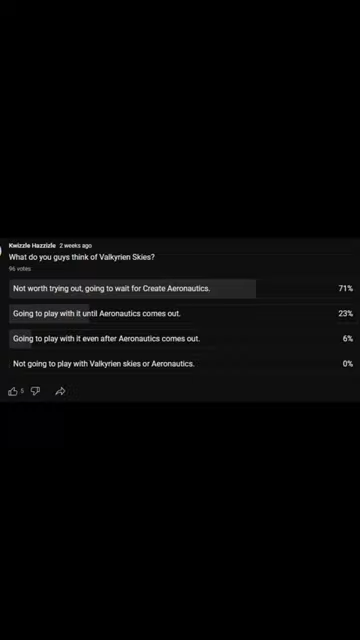 Kwizzle Hazzizle 2 weeks ago
What do you guys think of Valkyrien Skies?
96 votes
Not worth trying out, going to wait for Create Aeronautics. 71%
Going to play with it until Aeronautics comes out. 23%
Going to play with it even after Aeronautics comes out. 6%
Not going to play with Valkyrien skies or Aeronautics. 0%
5